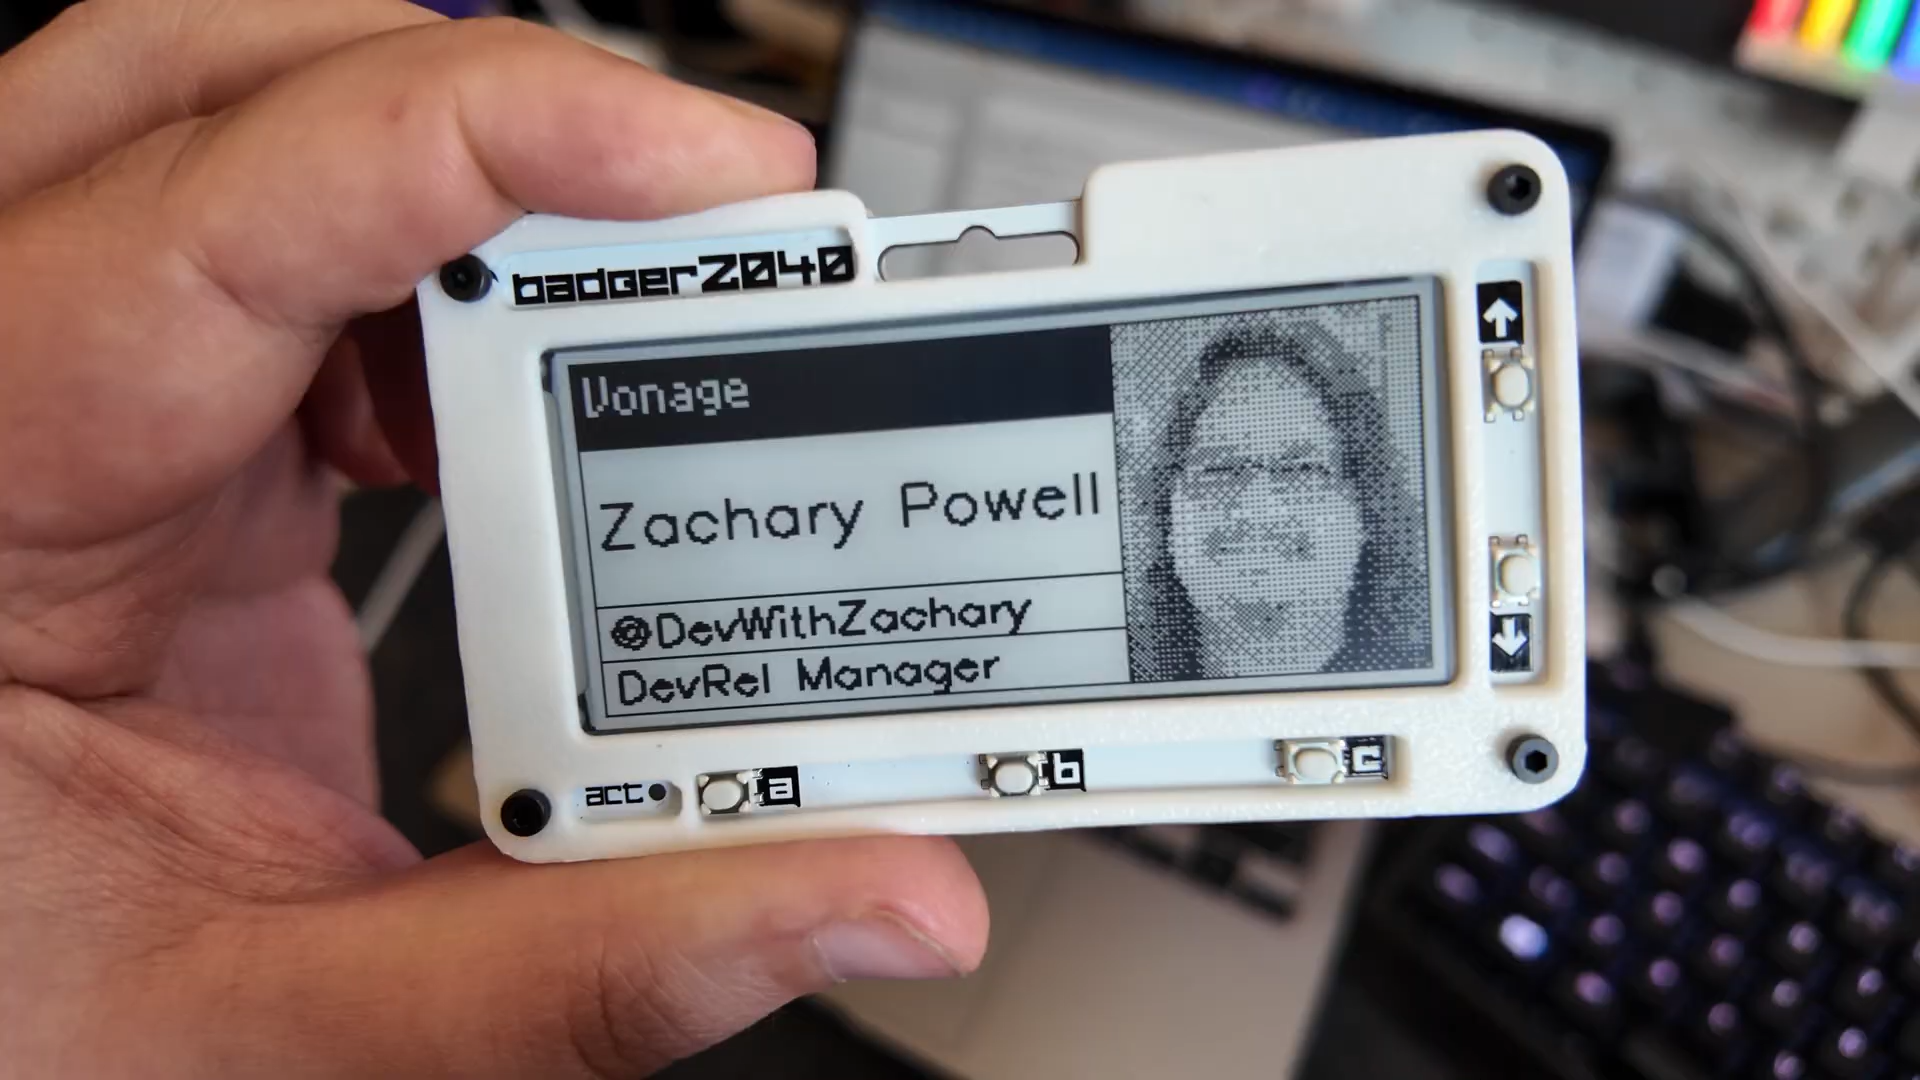 badger2040
Vonage
Zachary Powell
@DevWithZachary
DevRel Manager
act
a
b
c